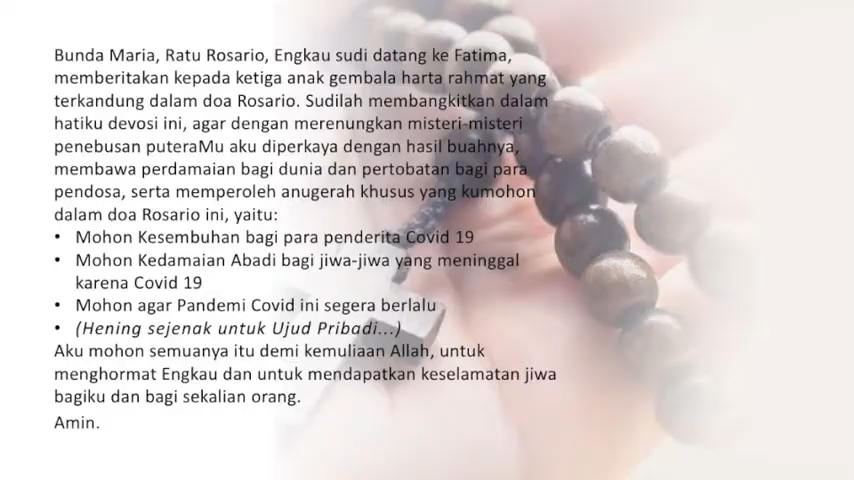 Bunda Maria, Ratu Rosario, Engkau sudi datang ke Fatima,
memberitakan kepada ketiga anak gembala harta rahmat yang
terkandung dalam doa Rosario. Sudilah membangkitkan dalam
hatiku devosi ini, agar dengan merenungkan misteri-misteri
penebusan puteraMu aku diperkaya dengan hasil buahnya,
membawa perdamaian bagi dunia dan pertobatan bagi para
pendosa, serta memperoleh anugerah khusus yang kumohon
dalam doa Rosario ini, yaitu:
• Mohon Kesembuhan bagi para penderita Covid 19
• Mohon Kedamaian Abadi bagi jiwa-jiwa yang meninggal
karena Covid 19
• Mohon agar Pandemi Covid ini segera berlalu
• (Hening sejenak untuk Ujud Pribadi...)
Aku mohon semuanya itu demi kemuliaan Allah, untuk
menghormat Engkau dan untuk mendapatkan keselamatan jiwa
bagiku dan bagi sekalian orang.
Amin.